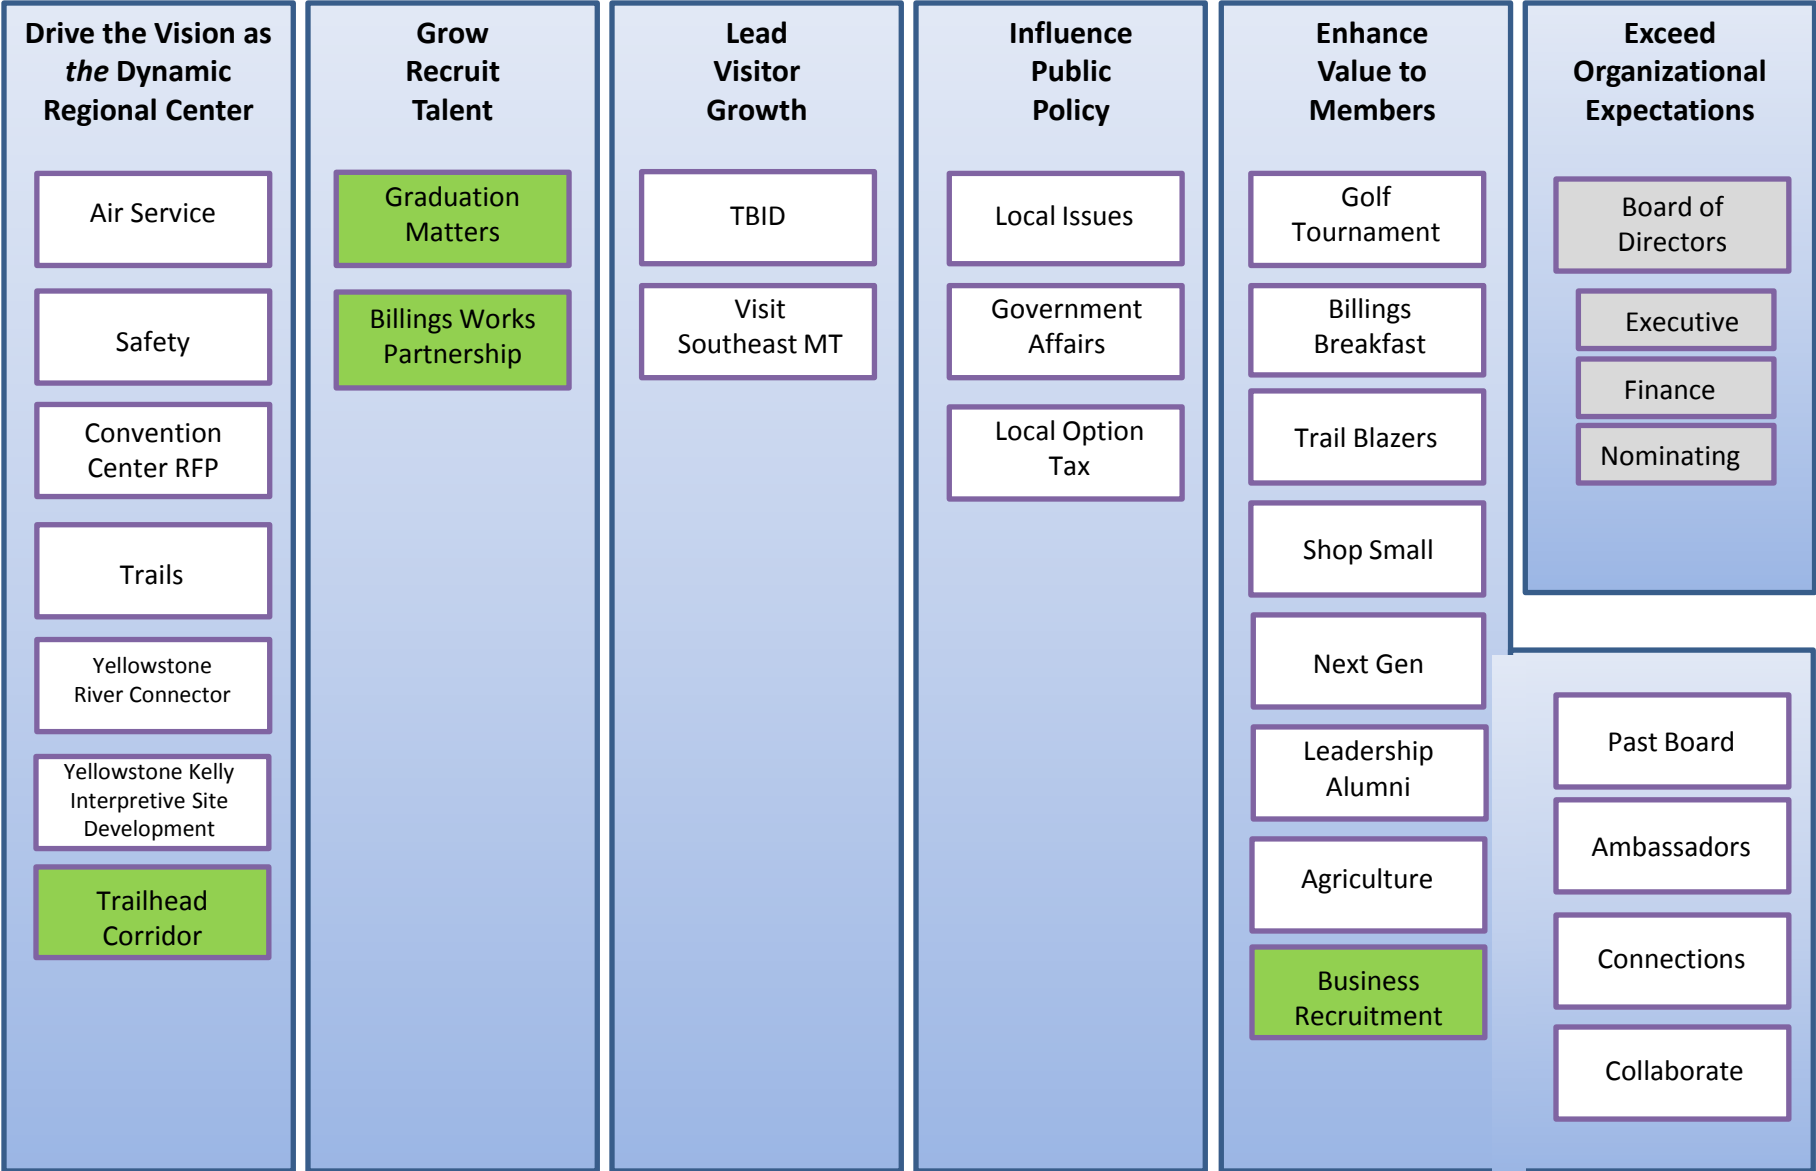 Drive the Vision as
the Dynamic
Regional Center
Air Service
Safety
Convention
Center RFP
Trails
Yellowstone
River Connector
Yellowstone Kelly
Interpretive Site
Development
Trailhead
Corridor
Grow
Recruit
Talent
Graduation
Matters
Billings Works
Partnership
Lead
Visitor
Growth
TBID
Visit
Southeast MT
Influence
Public
Policy
Local Issues
Government
Affairs
Local Option
Tax
Enhance
Value to
Members
Golf
Tournament
Billings
Breakfast
Trail Blazers
Shop Small
Next Gen
Leadership
Alumni
Agriculture
Business
Recruitment
Exceed
Organizational
Expectations
Board of
Directors
Executive
Finance
Nominating
Past Board
Ambassadors
Connections
Collaborate